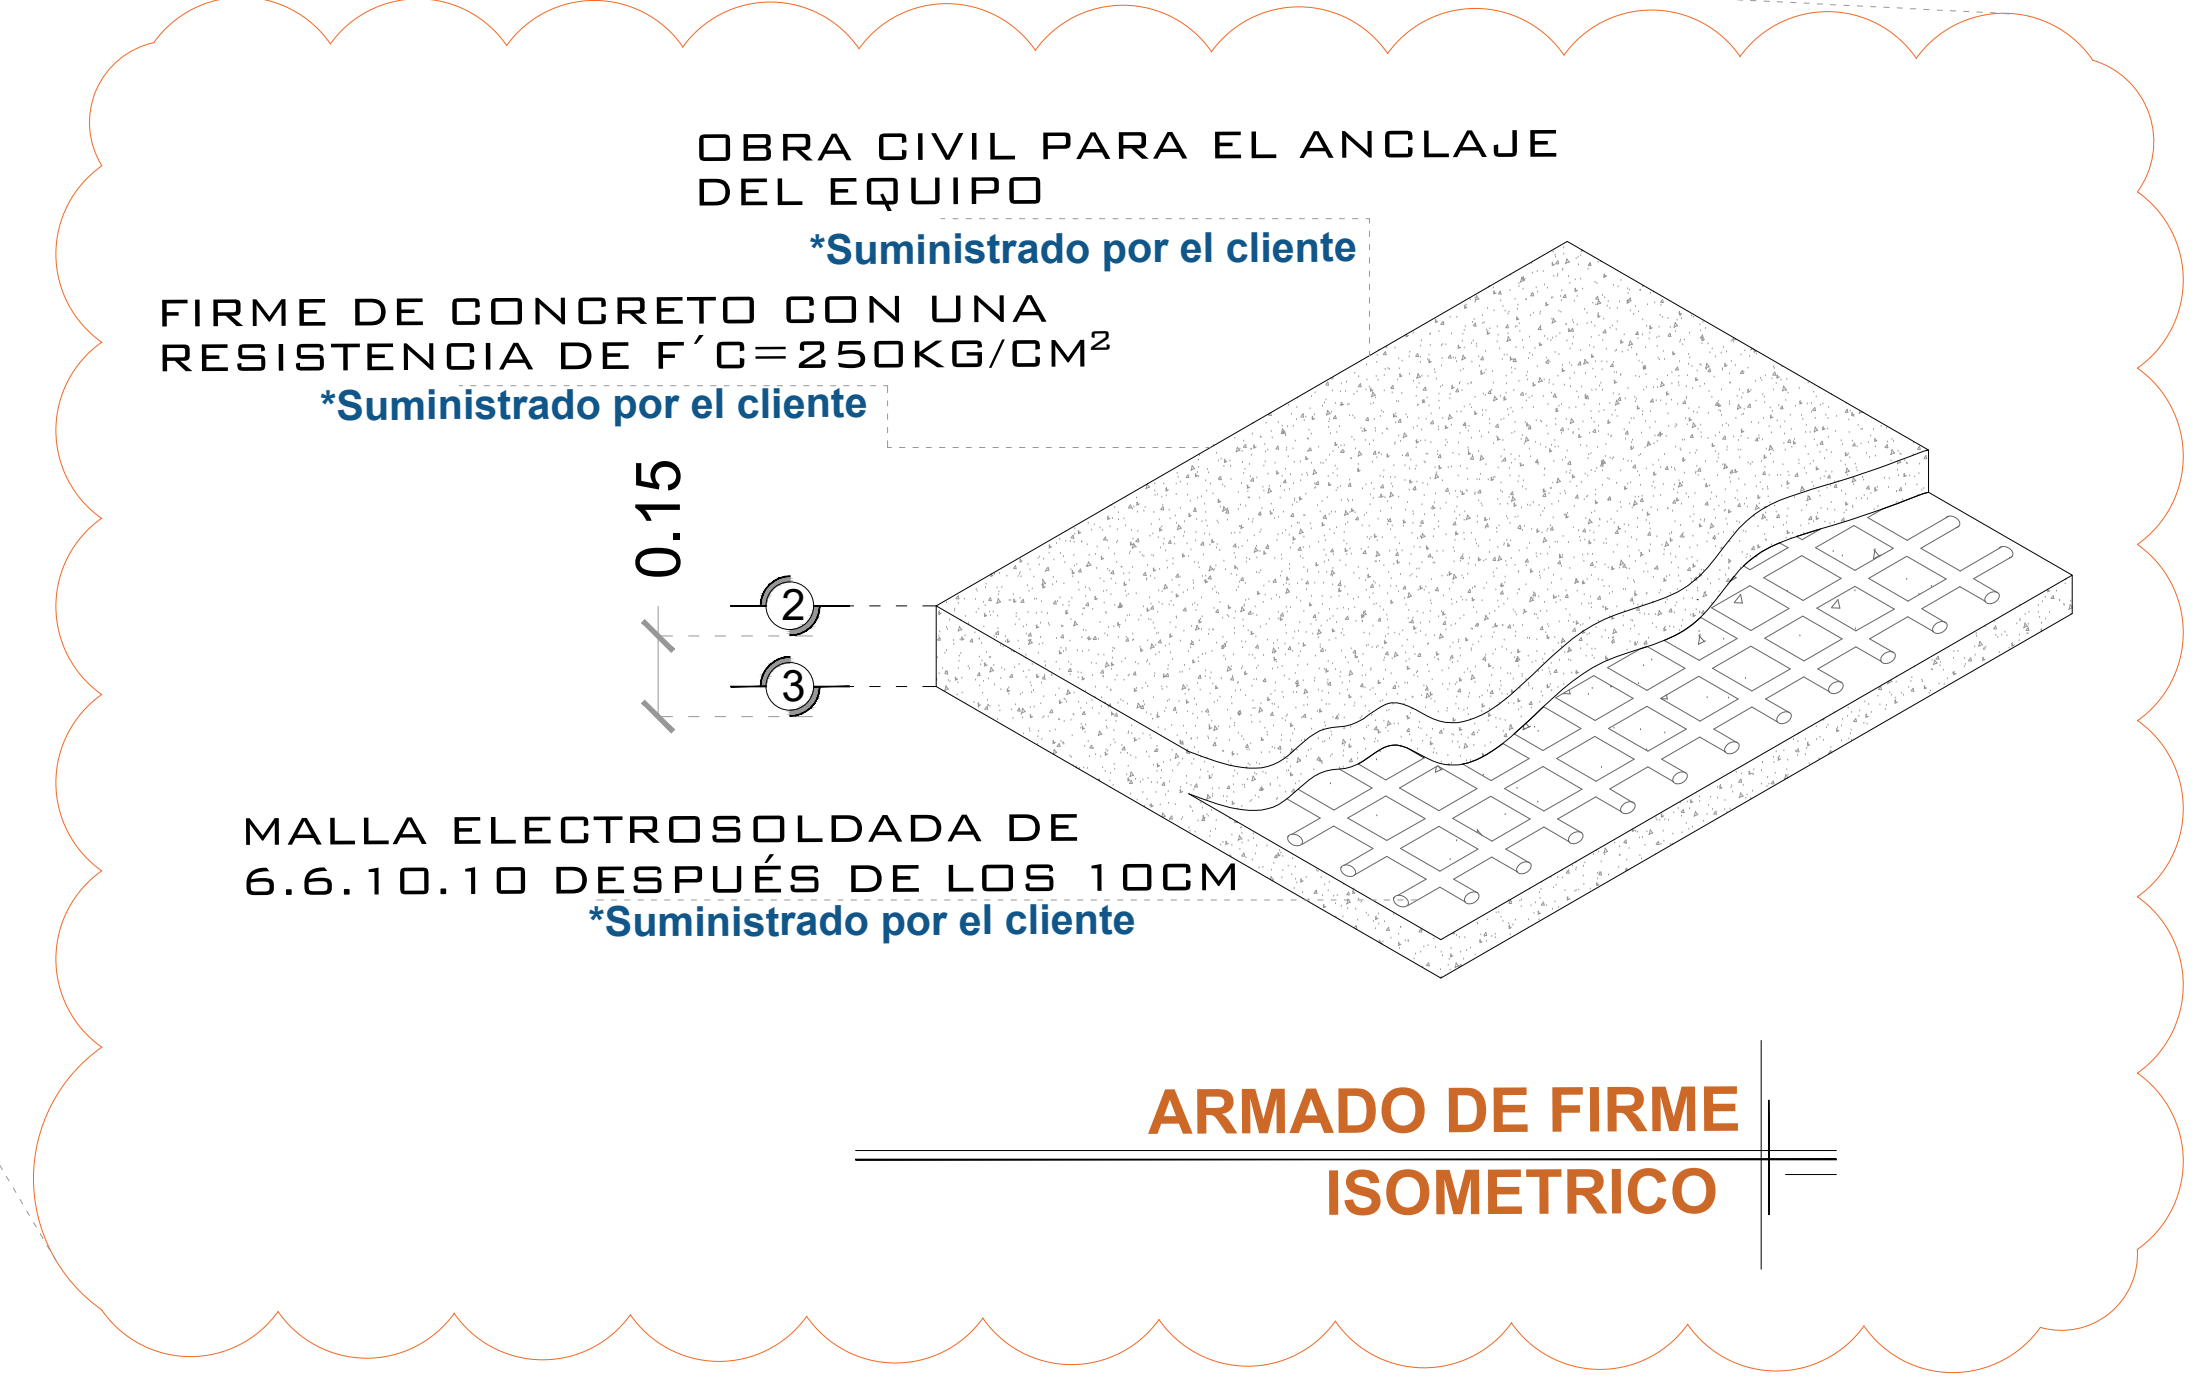 OBRA CIVIL PARA EL ANCLAJE
DEL EQUIPO
*Suministrado por el cliente
FIRME DE CONCRETO CON UNA
RESISTENCIA DE F´C=250KG/CM²
*Suministrado por el cliente
0.15
2
3
MALLA ELECTROSOLDADA DE
6.6.10.10 DESPUÉS DE LOS 10CM
*Suministrado por el cliente
ARMADO DE FIRME
ISOMETRICO